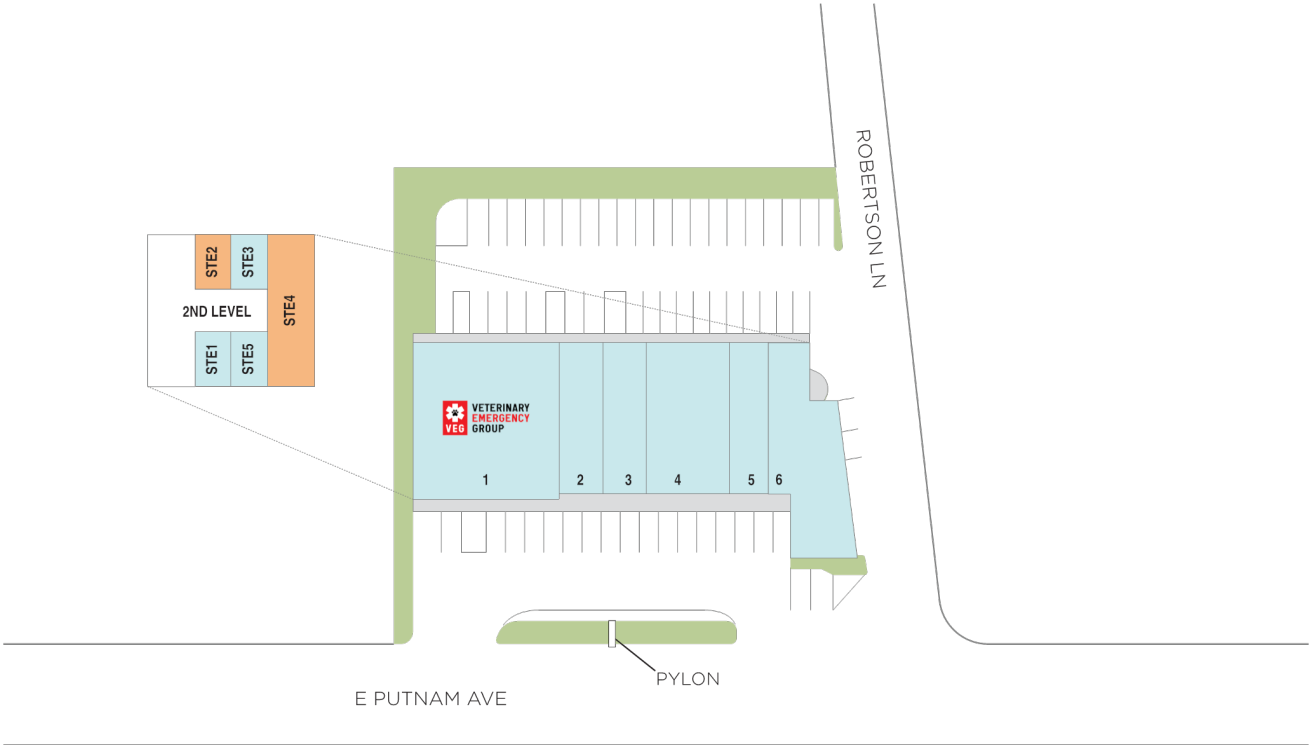 ROBERTSON LN
STE2
STE3
STE4
2ND LEVEL
STE1
STE5
VEG
VETERINARY
EMERGENCY
GROUP
1
2
3
4
5
6
PYLON
E PUTNAM AVE